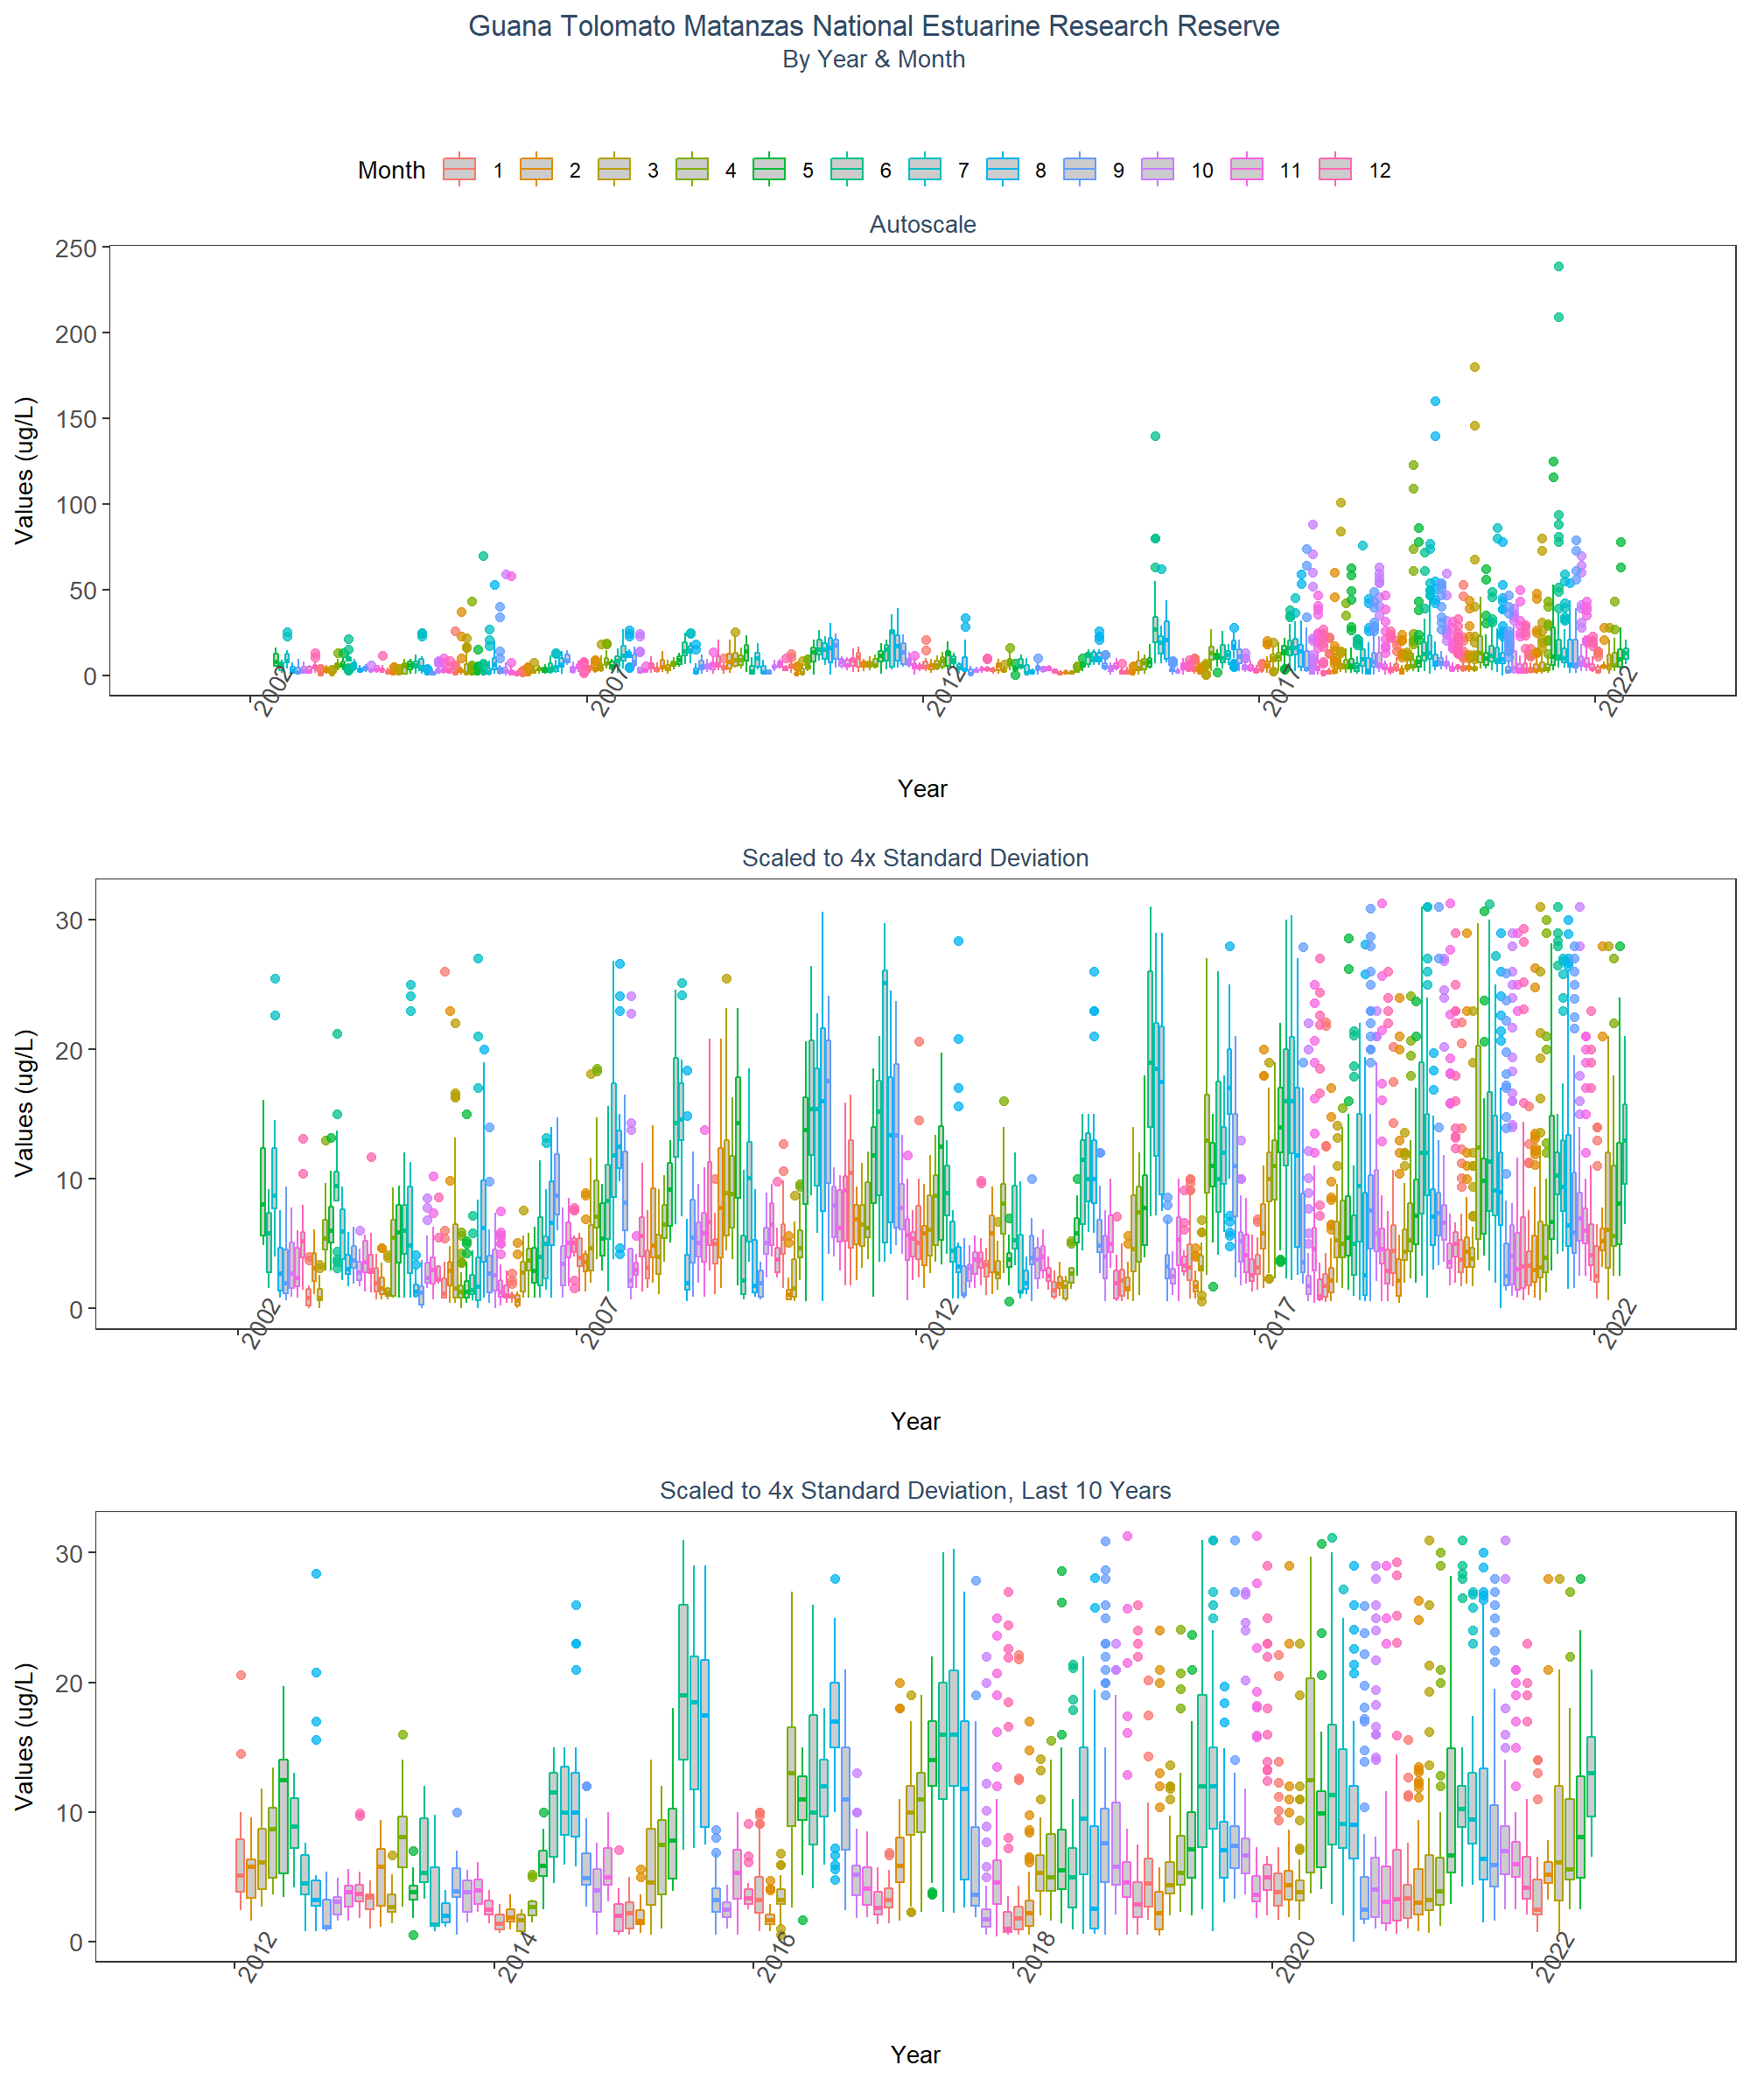 Guana Tolomato Matanzas National Estuarine Research Reserve
By Year & Month
Month 1 2 3 4 5 6 7 8 9 10 11 12
Autoscale
250
200
150
100
50
0
Values (ug/L)
2002 2007 2012 2017 2022
Year
Scaled to 4x Standard Deviation
30
20
10
0
Values (ug/L)
2002 2007 2012 2017 2022
Year
Scaled to 4x Standard Deviation, Last 10 Years
30
20
10
0
Values (ug/L)
2012 2014 2016 2018 2020 2022
Year